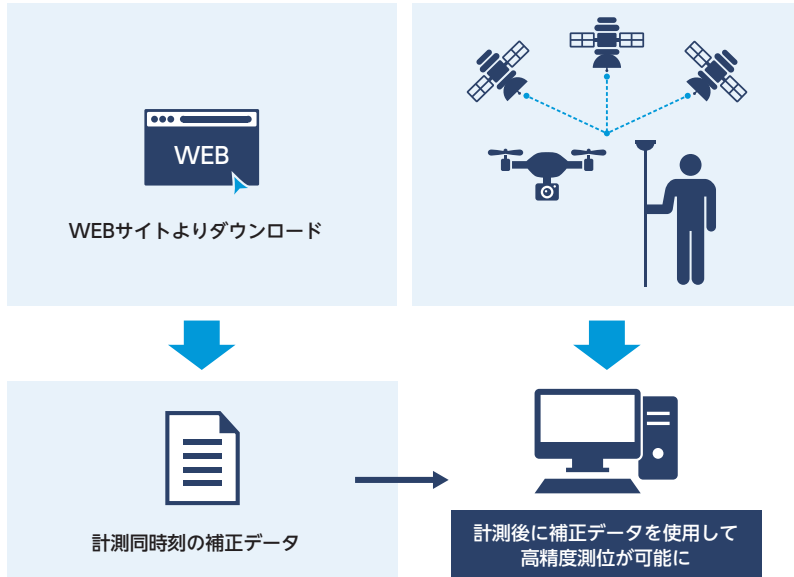 WEB
WEBサイトよりダウンロード
計測同時刻の補正データ
計測後に補正データを使用して
高精度測位が可能に